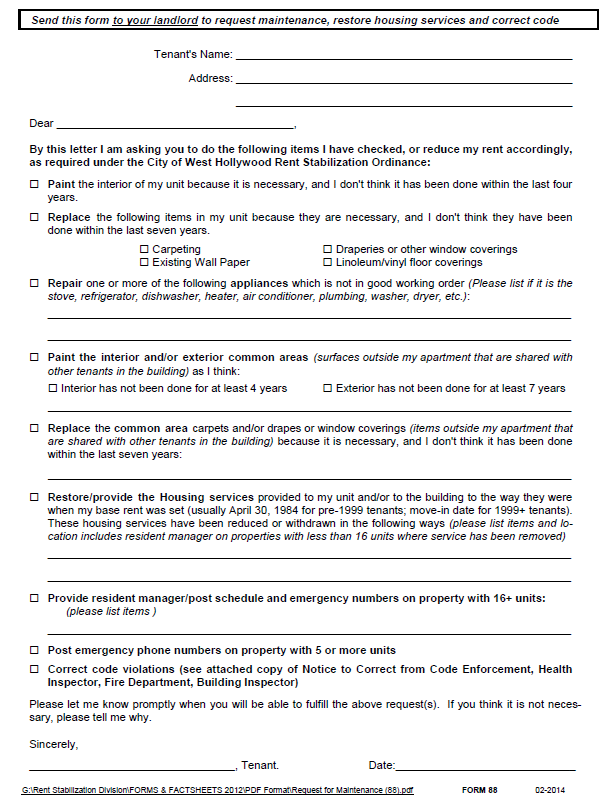 Send this form to your landlord to request maintenance, restore housing services and correct code
Tenant's Name:
Address:
Dear ,
By this letter I am asking you to do the following items I have checked, or reduce my rent accordingly,
as required under the City of West Hollywood Rent Stabilization Ordinance:
☐ Paint the interior of my unit because it is necessary, and I don't think it has been done within the last four
years.
☐ Replace the following items in my unit because they are necessary, and I don't think they have been
done within the last seven years.
☐ Carpeting ☐ Draperies or other window coverings
☐ Existing Wall Paper ☐ Linoleum/vinyl floor coverings
☐ Repair one or more of the following appliances which is not in good working order (Please list if it is the
stove, refrigerator, dishwasher, heater, air conditioner, plumbing, washer, dryer, etc.):
☐ Paint the interior and/or exterior common areas (surfaces outside my apartment that are shared with
other tenants in the building) as I think:
☐ Interior has not been done for at least 4 years ☐ Exterior has not been done for at least 7 years
☐ Replace the common area carpets and/or drapes or window coverings (items outside my apartment that
are shared with other tenants in the building) because it is necessary, and I don't think it has been done
within the last seven years:
☐ Restore/provide the Housing services provided to my unit and/or to the building to the way they were
when my base rent was set (usually April 30, 1984 for pre-1999 tenants; move-in date for 1999+ tenants).
These housing services have been reduced or withdrawn in the following ways (please list items and lo-
cation includes resident manager on properties with less than 16 units where service has been removed)
☐ Provide resident manager/post schedule and emergency numbers on property with 16+ units:
(please list items )
☐ Post emergency phone numbers on property with 5 or more units
☐ Correct code violations (see attached copy of Notice to Correct from Code Enforcement, Health
Inspector, Fire Department, Building Inspector)
Please let me know promptly when you will be able to fulfill the above request(s). If you think it is not neces-
sary, please tell me why.
Sincerely,
, Tenant. Date:
G:\Rent Stabilization Division\FORMS & FACTSHEETS 2012\PDF Format\Request for Maintenance (88).pdf FORM 88 02-2014